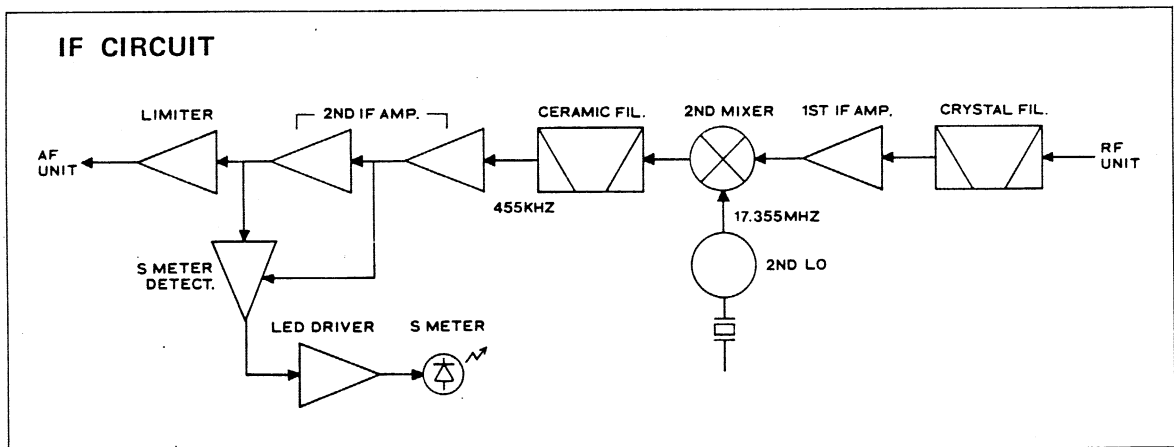 IF CIRCUIT
LIMITER
2ND IF AMP.
CERAMIC FIL.
2ND MIXER
1ST IF AMP.
CRYSTAL FIL.
AF
UNIT
RF
UNIT
455KHZ
17.355MHZ
2ND LO
S METER
DETECT.
LED DRIVER
S METER